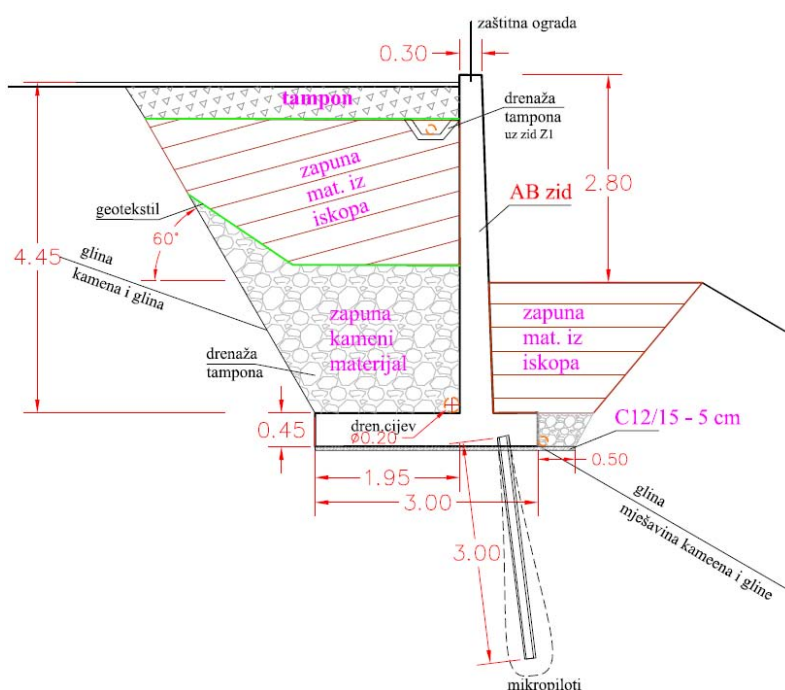 zaštitna ograda
0.30
tampon
drenaža
tampona
uz zid Z1
zapuna
mat. iz
iskopa
2.80
geotekstil
AB zid
60°
4.45
glina
kamena i glina
zapuna
kameni
materijal
zapuna
mat. iz
iskopa
drenaža
tampona
C12/15 - 5 cm
0.45
dren.cijev
ø0.20
0.50
1.95
3.00
glina
mješavina kameena i gline
3.00
mikropiloti